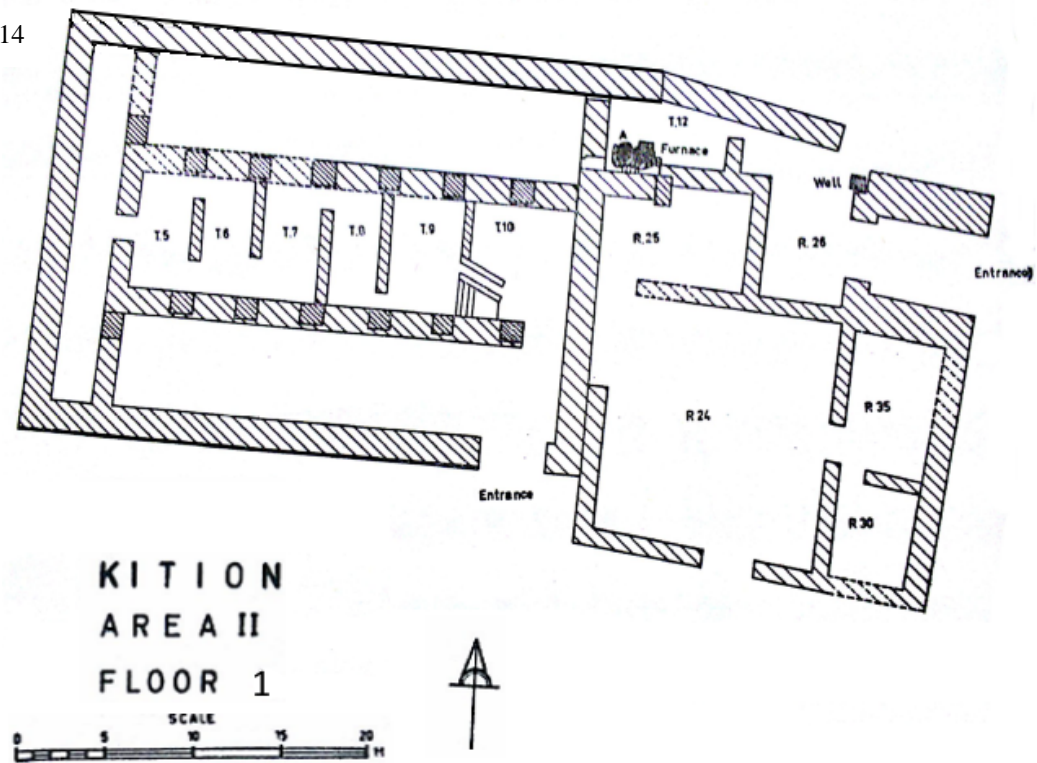 14
T.12
A
Furnace
Well
T.5
T.6
T.7
T.8
T.9
T.10
R.25
R.26
Entrance
R 24
R 35
Entrance
R 30
KITION
AREA II
FLOOR 1
SCALE
0 5 10 15 20
M